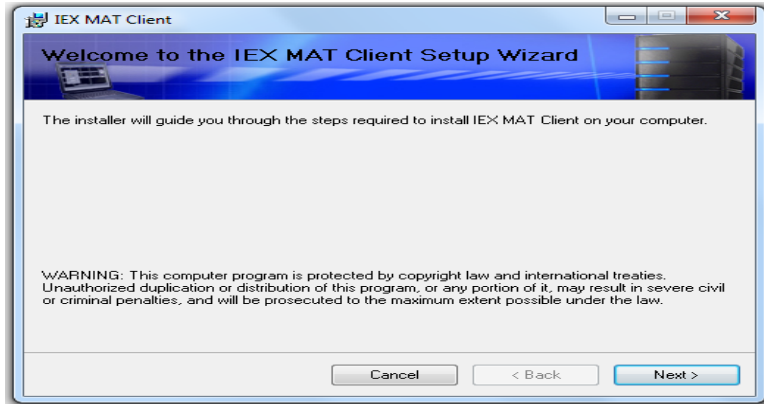 IEX MAT Client
Welcome to the IEX MAT Client Setup Wizard
The installer will guide you through the steps required to install IEX MAT Client on your computer.
WARNING: This computer program is protected by copyright law and international treaties.
Unauthorized duplication or distribution of this program, or any portion of it, may result in severe civil
or criminal penalties, and will be prosecuted to the maximum extent possible under the law.
Cancel
< Back
Next >